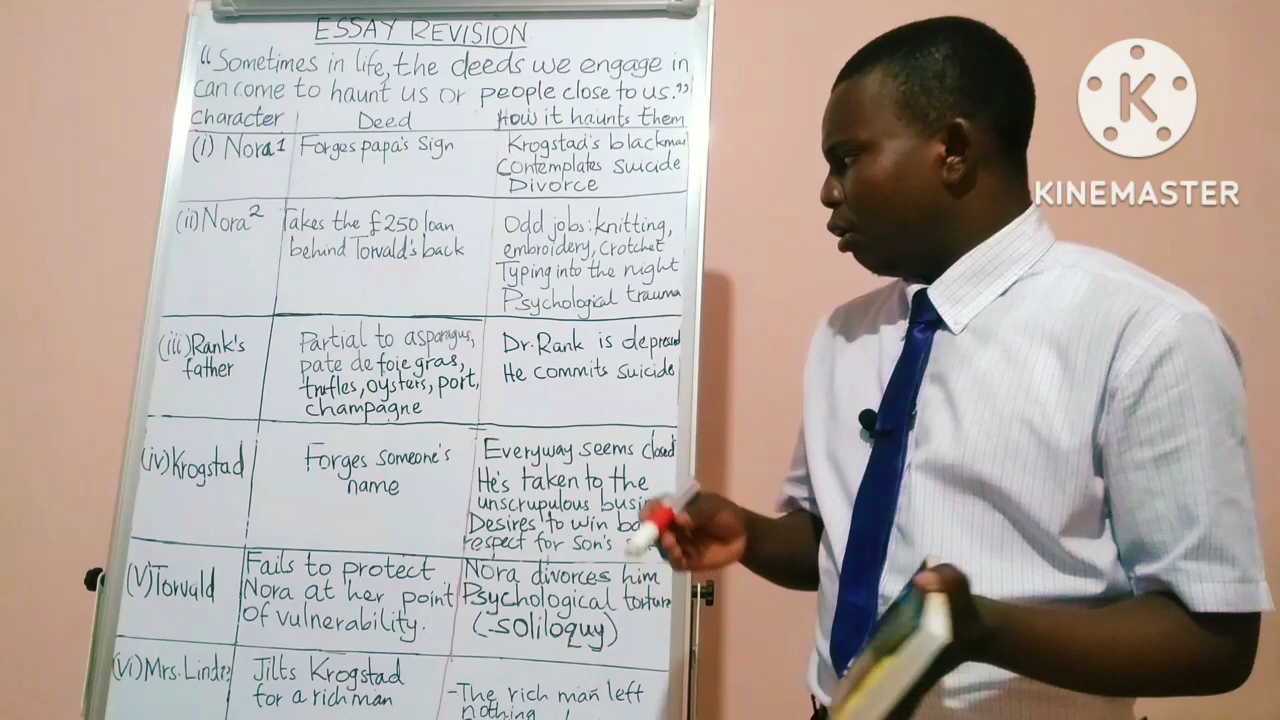 ESSAY REVISION
“Sometimes in life, the deeds we engage in
can come to haunt us or people close to us.”
Character Deed How it haunts them
(i) Nora1 Forges papa's sign Krogstad's blackmai
Contemplates suicide
Divorce
(ii) Nora2 Takes the £250 loan
behind Torvald's back
Odd jobs: knitting,
embroidery, crotchet
Typing into the night
Psychological trauma
(iii) Rank's
father
Partial to asparagus,
pate de foie gras,
trufles, oysters, port,
champagne
Dr. Rank is depressed
He commits suicide
(iv) Krogstad
Forges someone's
name
Everyway seems closed
He's taken to the
unscrupulous busin
Desires to win ba
respect for son's
(v) Torvald
Fails to protect
Nora at her point
of vulnerability.
Nora divorces him
Psychological torture
(-soliloquy)
(vi) Mrs. Linde
Jilts Krogstad
for a rich man
-The rich man left
nothing
K
KINEMASTER